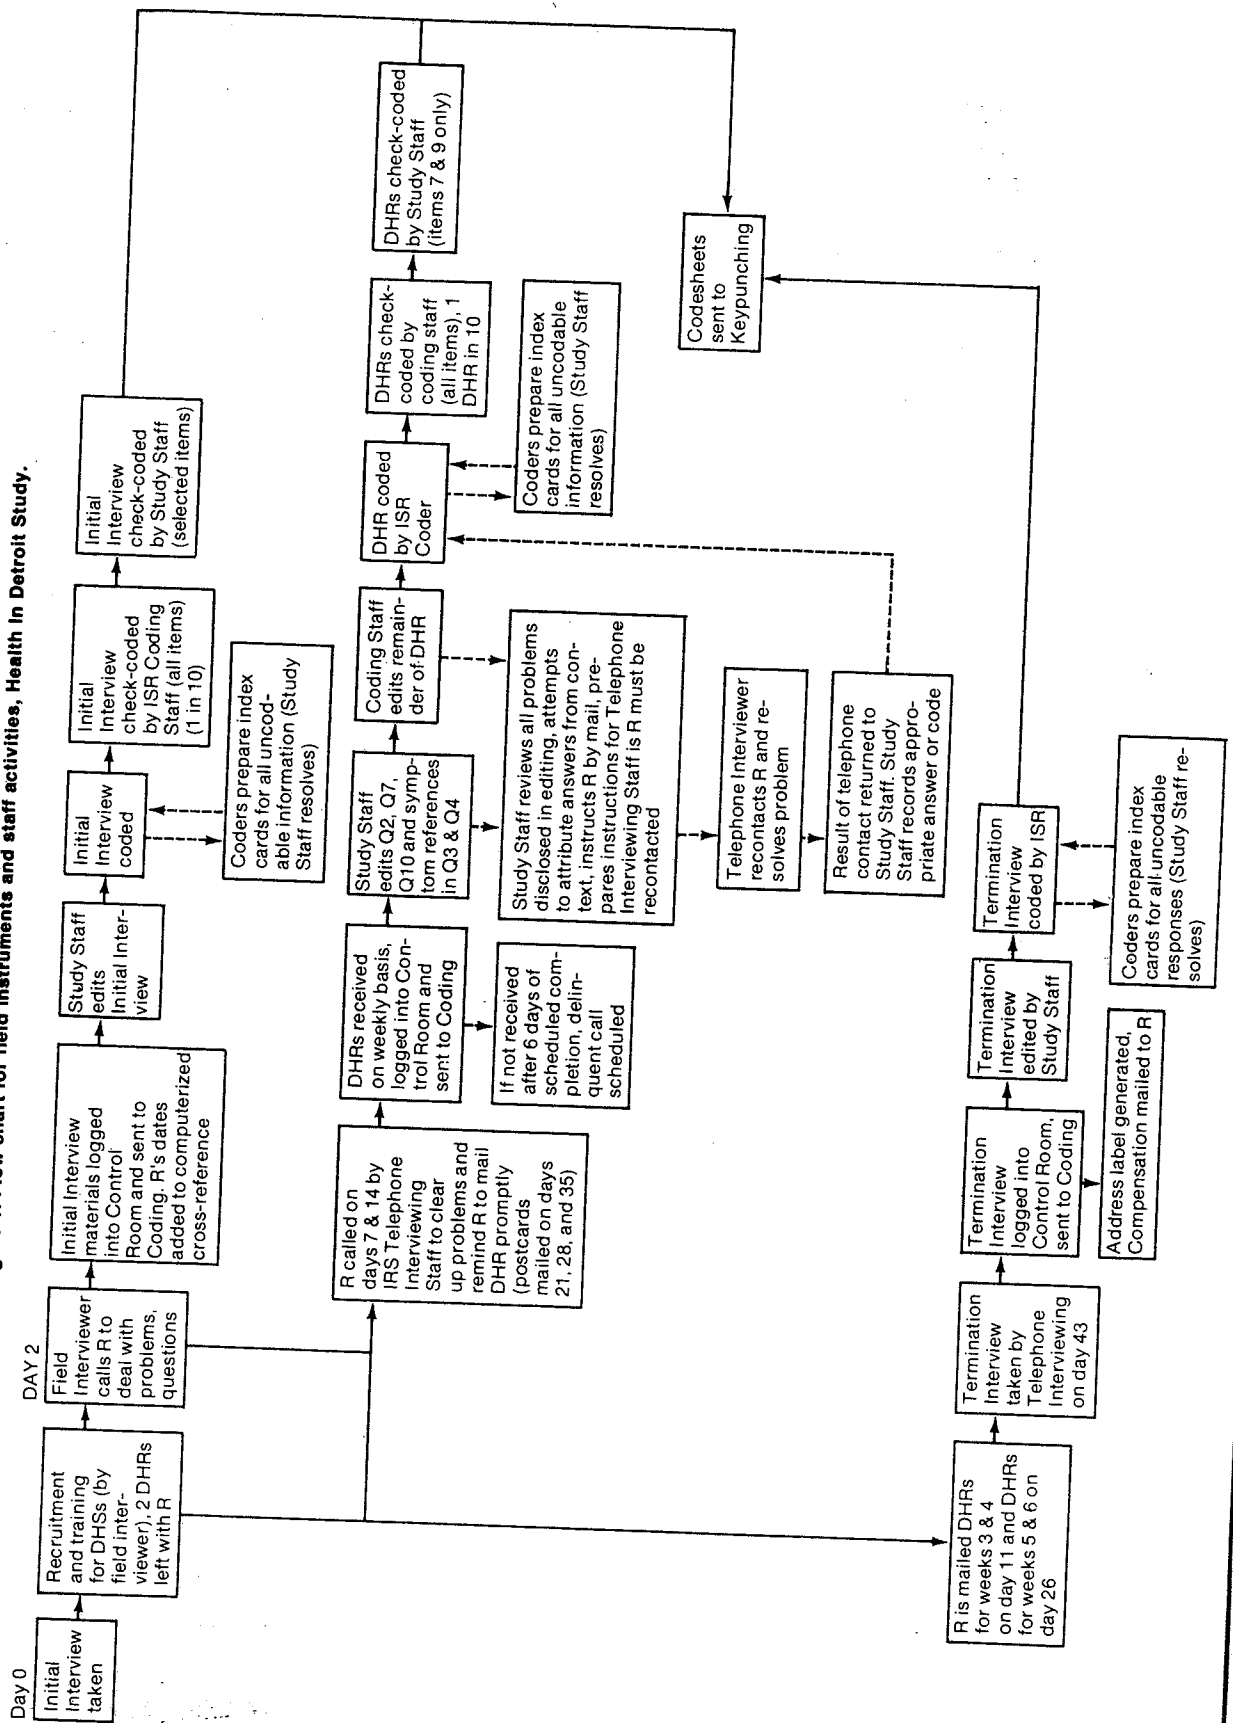 Flow chart for field instruments and staff activities, Health In Detroit Study.
Day 0
Initial
Interview
taken
Recruitment
and training
for DHSs (by
field inter-
viewer), 2 DHRs
left with R
DAY 2
Field
Interviewer
calls R to
deal with
problems,
questions
Initial Interview
materials logged
into Control
Room and sent to
Coding. R's dates
added to computerized
cross-reference
Study Staff
edits
Initial Inter-
view
Initial
Interview
coded
Coders prepare index
cards for all uncod-
able information (Study
Staff resolves)
Initial
Interview
check-coded
by ISR Coding
Staff (all items)
(1 in 10)
Initial
Interview
check-coded
by Study Staff
(selected items)
R called on
days 7 & 14 by
IRS Telephone
Interviewing
Staff to clear
up problems and
remind R to mail
DHR promptly
(postcards
mailed on days
21, 28, and 35)
DHRs received
on weekly basis,
logged into Con-
trol Room and
sent to Coding
If not received
after 6 days of
scheduled com-
pletion, delin-
quent call
scheduled
Study Staff
edits Q2, Q7,
Q10 and symp-
tom references
in Q3 & Q4
Coding Staff
edits remain-
der of DHR
Study Staff reviews all problems
disclosed in editing, attempts
to attribute answers from con-
text, instructs R by mail, pre-
pares instructions for Telephone
Interviewing Staff is R must be
recontacted
Telephone Interviewer
recontacts R and re-
solves problem
Result of telephone
contact returned to
Study Staff. Study
Staff records appro-
priate answer or code
DHR coded
by ISR
Coder
Coders prepare index
cards for all uncodable
information (Study Staff
resolves)
DHRs check-
coded by
coding staff
(all items), 1
DHR in 10
DHRs check-coded
by Study Staff
(items 7 & 9 only)
Codesheets
sent to
Keypunching
R is mailed DHRs
for weeks 3 & 4
on day 11 and DHRs
for weeks 5 & 6 on
day 26
Termination
Interview
taken by
Telephone
Interviewing
on day 43
Termination
Interview
logged into
Control Room,
sent to Coding
Address label generated,
Compensation mailed to R
Termination
Interview
edited by
Study Staff
Termination
Interview
coded by ISR
Coders prepare index
cards for all uncodable
responses (Study Staff re-
solves)